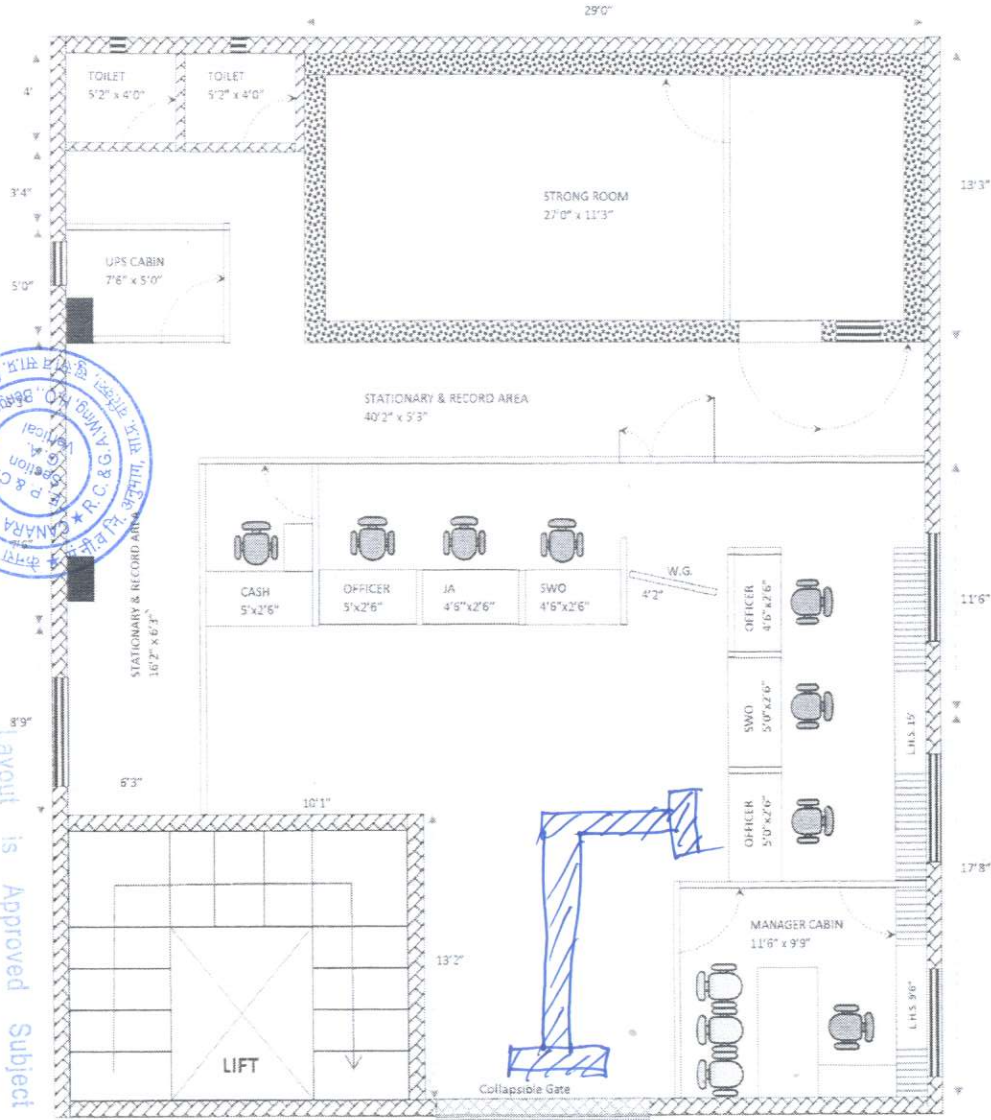 29'0"
TOILET
5'2" x 4'0"
TOILET
5'2" x 4'0"
4'
3'4"
13'3"
STRONG ROOM
27'0" x 11'3"
UPS CABIN
7'6" x 5'0"
5'0"
STATIONARY & RECORD AREA
40'2" x 5'3"
CANARA
R.C. & G.A. Wing, H.O.,
Vertical
G. A.
Section
P. & C.
STATIONARY & RECORD AREA
16'2" x 6'3"
CASH
5'x2'6"
OFFICER
5'x2'6"
JA
4'6"x2'6"
SWO
4'6"x2'6"
W.G.
4'2"
OFFICER
4'6"x2'6"
11'6"
SWO
5'0"x2'6"
OFFICER
5'0"x2'6"
L.H.S. 16'
8'9"
6'3"
10'1"
17'8"
MANAGER CABIN
11'6" x 9'9"
13'2"
LIFT
L.H.S. 9'6"
Collapsible Gate
Layout is Approved Subject